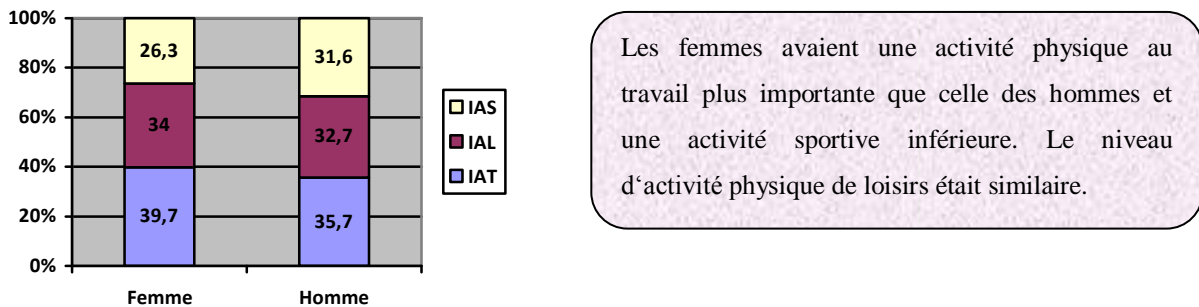 100%
80%
60%
40%
20%
0%
26,3
31,6
34
32,7
39,7
35,7
Femme
Homme
IAS
IAL
IAT
Les femmes avaient une activité physique au
travail plus importante que celle des hommes et
une activité sportive inférieure. Le niveau
d‘activité physique de loisirs était similaire.